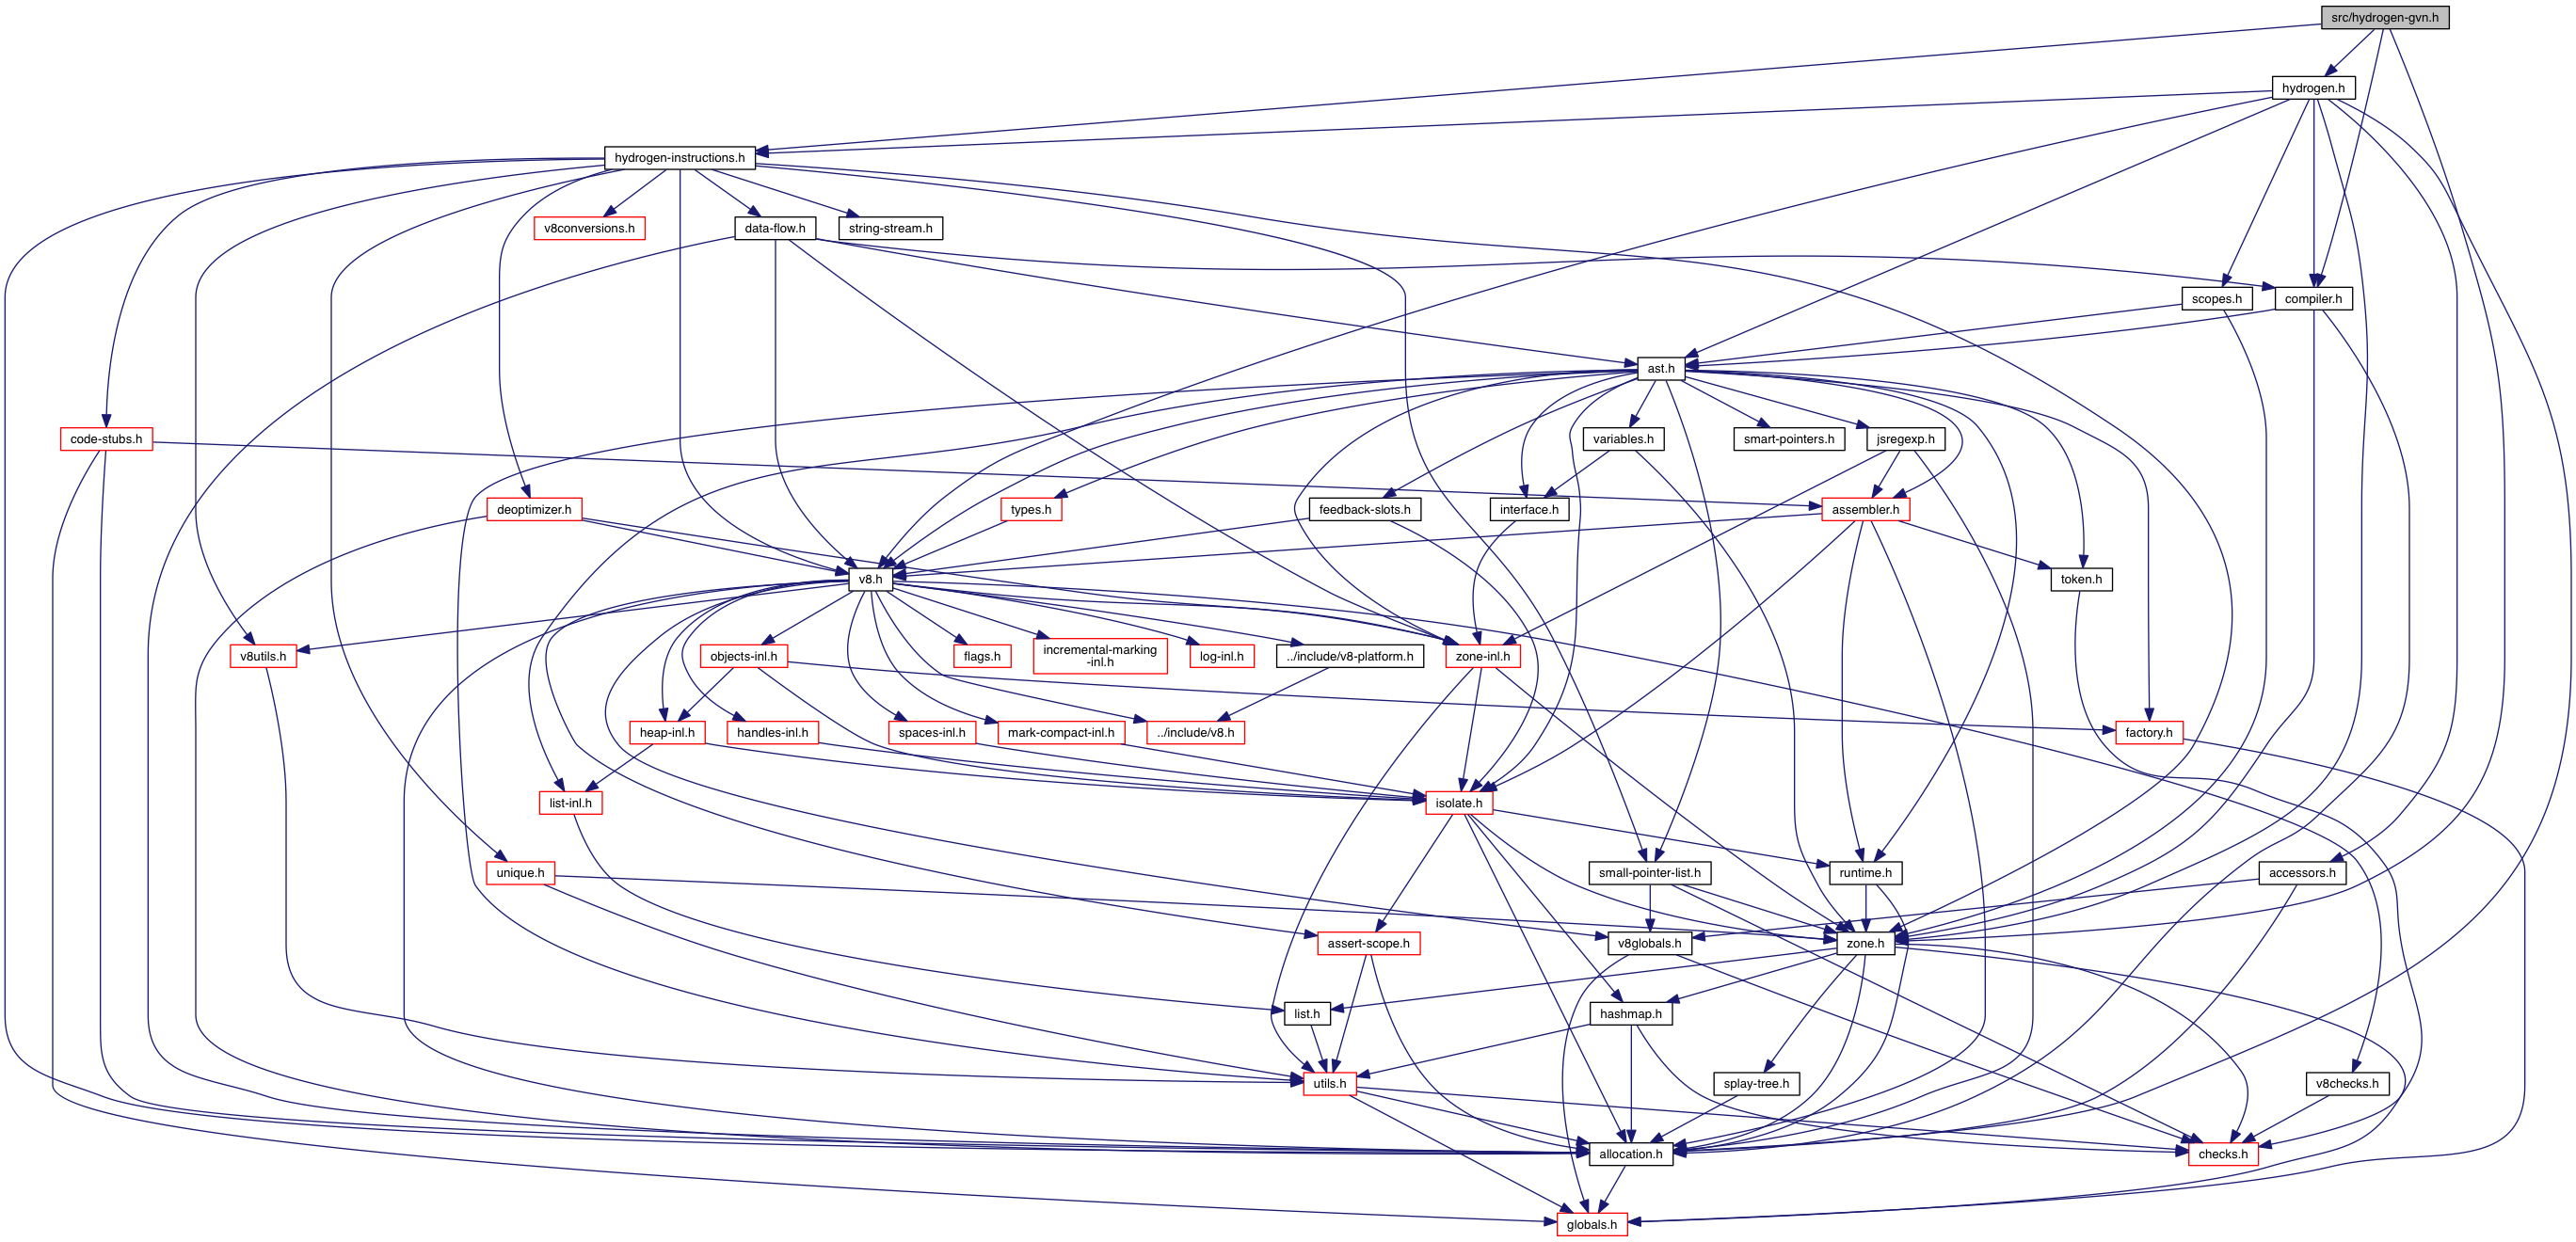 src/hydrogen-gvn.h
hydrogen.h
hydrogen-instructions.h
v8conversions.h
data-flow.h
string-stream.h
scopes.h
compiler.h
ast.h
code-stubs.h
variables.h
smart-pointers.h
jsregexp.h
deoptimizer.h
types.h
feedback-slots.h
interface.h
assembler.h
v8.h
token.h
v8utils.h
objects-inl.h
flags.h
incremental-marking
-inl.h
log-inl.h
../include/v8-platform.h
zone-inl.h
heap-inl.h
handles-inl.h
spaces-inl.h
mark-compact-inl.h
../include/v8.h
factory.h
list-inl.h
isolate.h
unique.h
small-pointer-list.h
runtime.h
accessors.h
assert-scope.h
v8globals.h
zone.h
list.h
hashmap.h
utils.h
splay-tree.h
v8checks.h
allocation.h
checks.h
globals.h